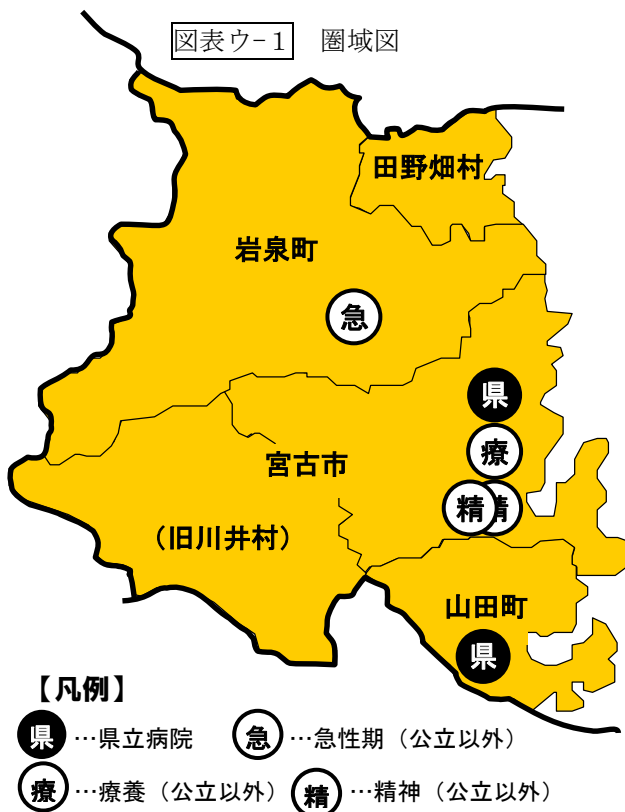 図表ウ-1 圏域図
田野畑村
岩泉町
急
県
療
宮古市
精 精
(旧川井村)
山田町
県
【凡例】
県 …県立病院 急 …急性期(公立以外)
療 …療養(公立以外) 精 …精神(公立以外)